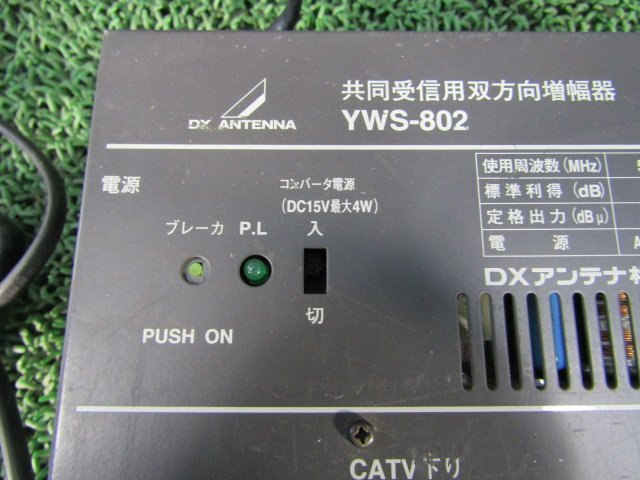 DX ANTENNA
共同受信用双方向増幅器
YWS-802
電源
コンバータ電源
(DC15V最大4W)
ブレーカ P.L 入
切
PUSH ON
使用周波数(MHz)
標準利得(dB)
定格出力(dBμ)
電源
DXアンテナ
CATV下り